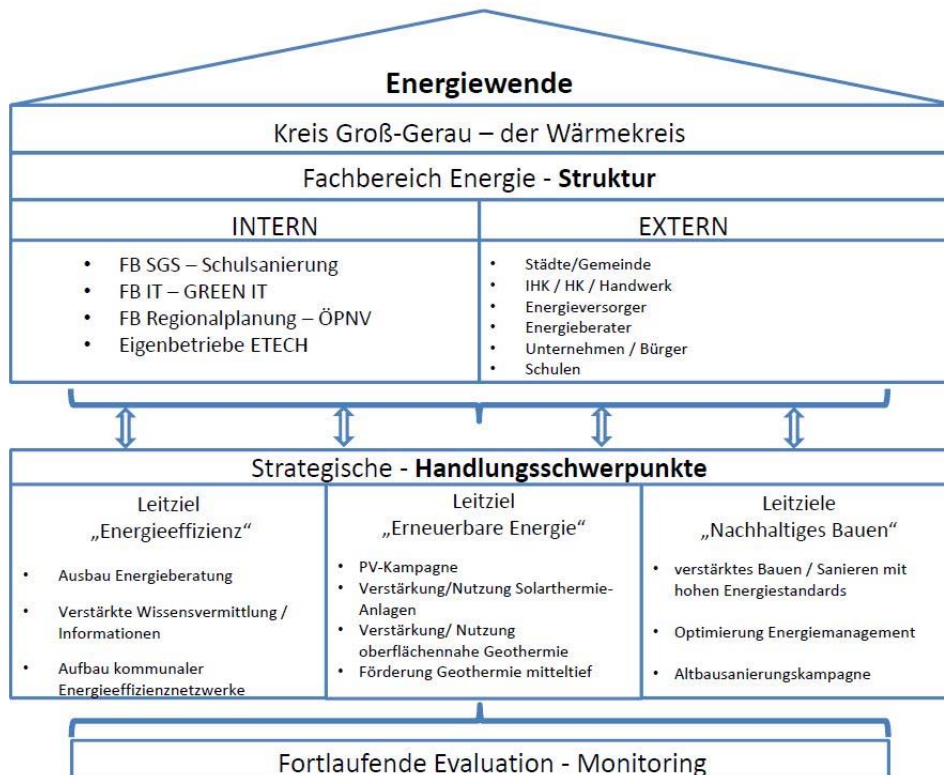 Energiewende
Kreis Groß-Gerau – der Wärmekreis
Fachbereich Energie - Struktur
INTERN
• FB SGS – Schulsanierung
• FB IT – GREEN IT
• FB Regionalplanung – ÖPNV
• Eigenbetriebe ETECH
EXTERN
• Städte/Gemeinde
• IHK / HK / Handwerk
• Energieversorger
• Energieberater
• Unternehmen / Bürger
• Schulen
Strategische - Handlungsschwerpunkte
Leitziel
„Energieeffizienz“
• Ausbau Energieberatung
• Verstärkte Wissensvermittlung /
Informationen
• Aufbau kommunaler
Energieeffizienznetzwerke
Leitziel
„Erneuerbare Energie“
• PV-Kampagne
• Verstärkung/Nutzung Solarthermie-
Anlagen
• Verstärkung/ Nutzung
oberflächennahe Geothermie
• Förderung Geothermie mitteltief
Leitziele
„Nachhaltiges Bauen“
• verstärktes Bauen / Sanieren mit
hohen Energiestandards
• Optimierung Energiemanagement
• Altbausanierungskampagne
Fortlaufende Evaluation - Monitoring